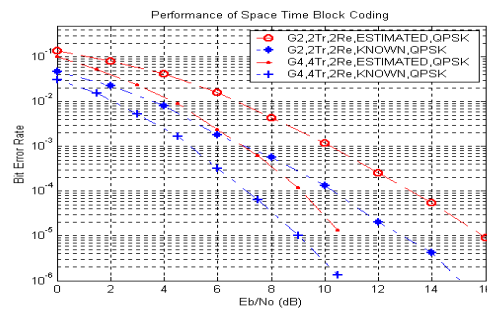 Performance of Space Time Block Coding
G2,2Tr,2Re,ESTIMATED,QPSK
G2,2Tr,2Re,KNOWN,QPSK
G4,4Tr,2Re,ESTIMATED,QPSK
G4,4Tr,2Re,KNOWN,QPSK
Bit Error Rate
10^-1
10^-2
10^-3
10^-4
10^-5
10^-6
0 2 4 6 8 10 12 14 16
Eb/No (dB)